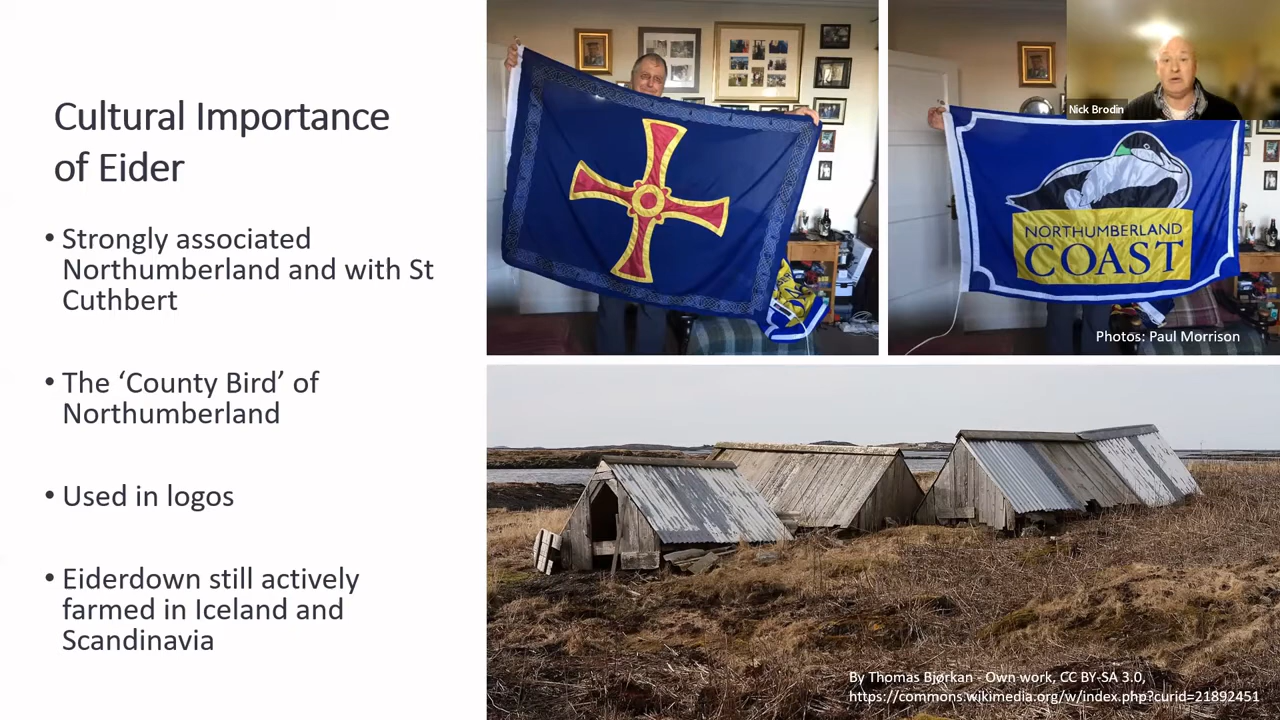 Cultural Importance
of Eider
• Strongly associated
Northumberland and with St
Cuthbert
• The ‘County Bird’ of
Northumberland
• Used in logos
• Eiderdown still actively
farmed in Iceland and
Scandinavia
Nick Brodin
NORTHUMBERLAND
COAST
Photos: Paul Morrison
By Thomas Bjørkan - Own work, CC BY-SA 3.0,
https://commons.wikimedia.org/w/index.php?curid=21892451